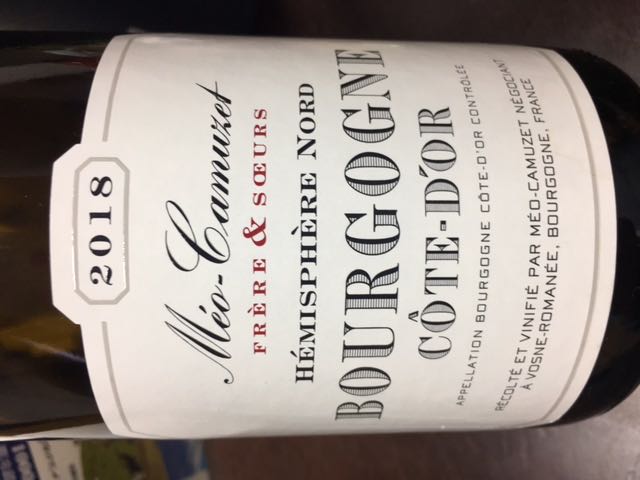 2018
Méo-Camuzet
FRÈRE & SŒURS
HÉMISPHÈRE NORD
BOURGOGNE
CÔTE-D'OR
APPELLATION BOURGOGNE CÔTE-D'OR CONTRÔLÉE
RÉCOLTÉ ET VINIFIÉ PAR MÉO-CAMUZET NÉGOCIANT
À VOSNE-ROMANÉE, BOURGOGNE, FRANCE